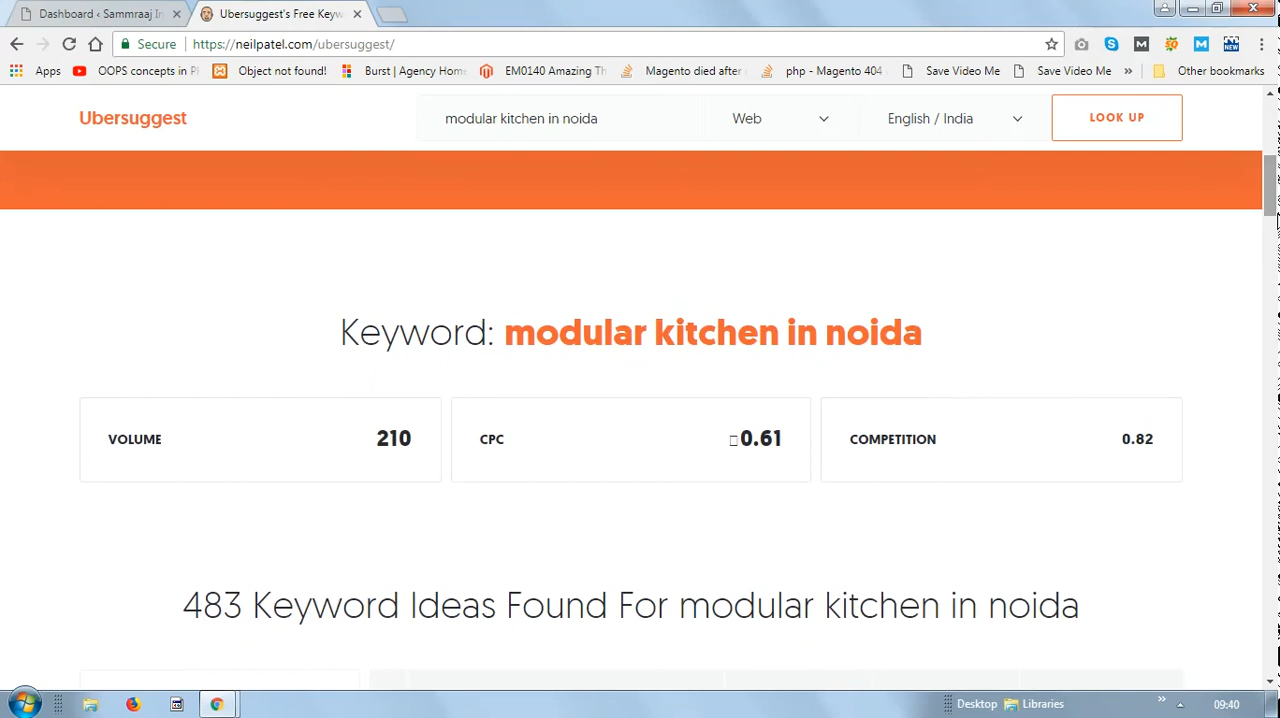 Dashboard ‹ Sammraaj In
Ubersuggest's Free Keyw
Secure
https://neilpatel.com/ubersuggest/
NEW
Apps
OOPS concepts in P
Object not found!
Burst | Agency Home
EM0140 Amazing Th
Magento died after
php - Magento 404
Save Video Me
Save Video Me
»
Other bookmarks
Ubersuggest
modular kitchen in noida
Web
English / India
LOOK UP
Keyword: modular kitchen in noida
VOLUME
210
CPC
0.61
COMPETITION
0.82
483 Keyword Ideas Found For modular kitchen in noida
Desktop
Libraries
»
09:40